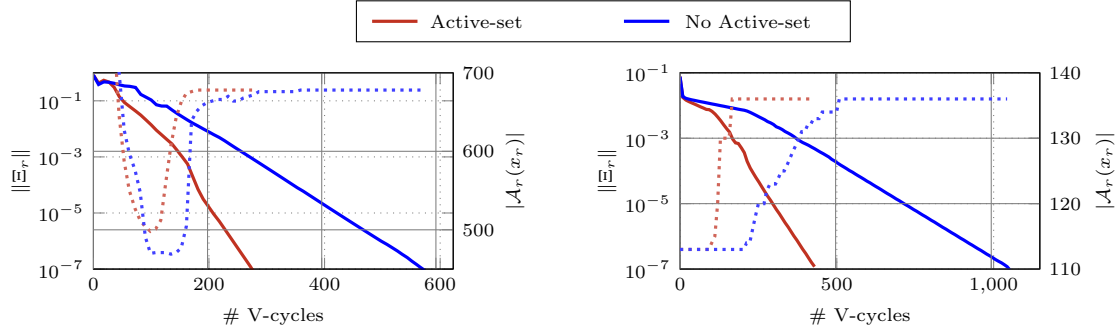 Active-set
No Active-set
10^{-1}
10^{-3}
10^{-5}
10^{-7}
‖Ξ_r‖
0
200
400
600
# V-cycles
700
600
500
|𝒜_r(x_r)|
10^{-1}
10^{-3}
10^{-5}
10^{-7}
‖Ξ_r‖
0
500
1,000
# V-cycles
140
130
120
110
|𝒜_r(x_r)|